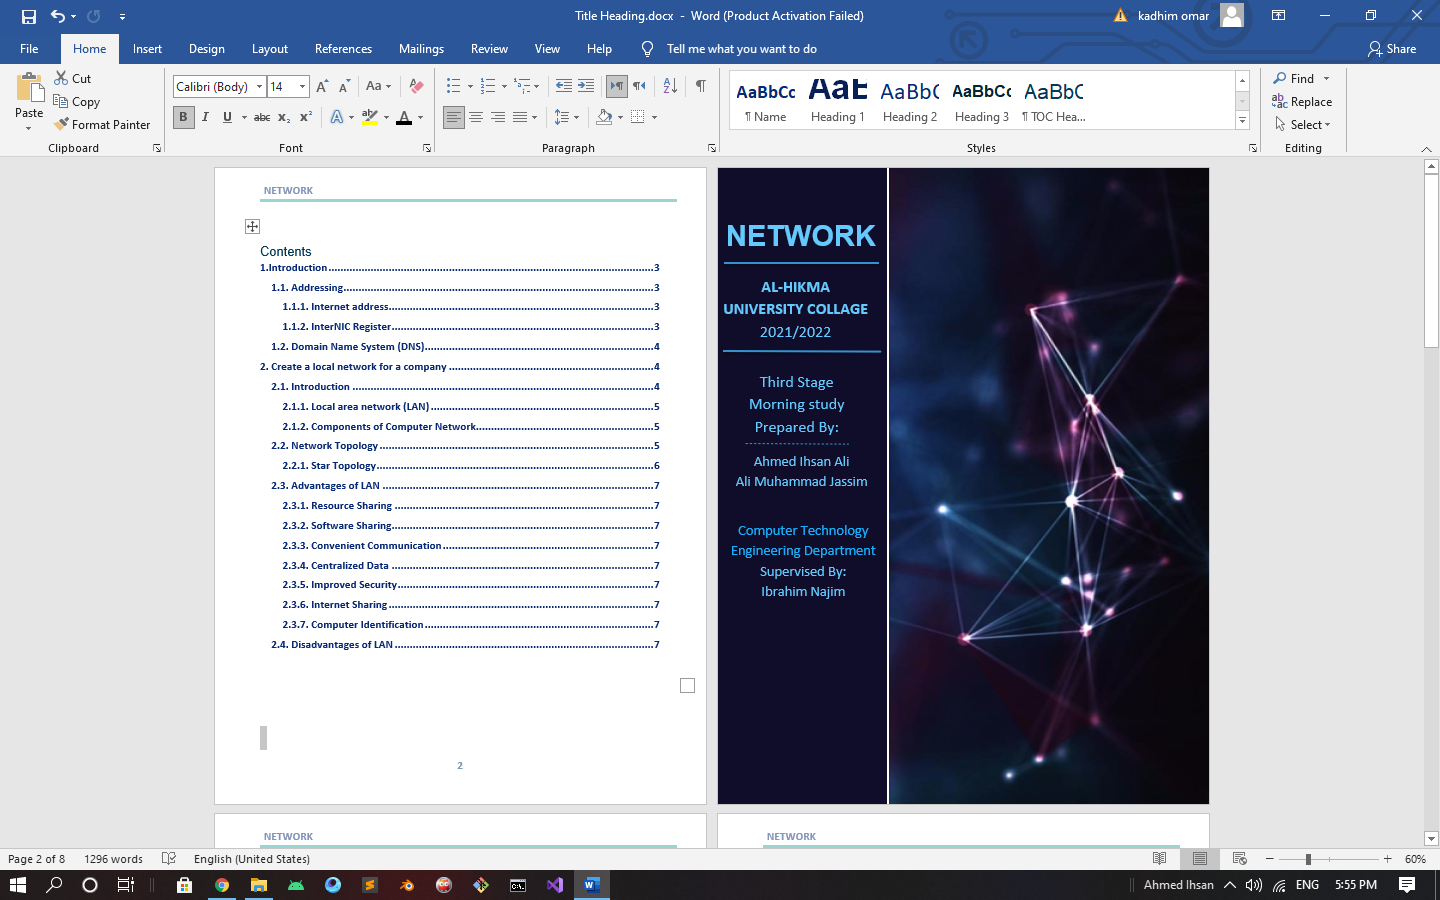 Title Heading.docx - Word (Product Activation Failed)
kadhim omar
File Home Insert Design Layout References Mailings Review View Help Tell me what you want to do Share
Paste
Cut
Copy
Format Painter
Clipboard
Calibri (Body) 14
Font
Paragraph
AaBbCc AaB AaBbC AaBbCc AaBbC
¶ Name Heading 1 Heading 2 Heading 3 ¶ TOC Hea...
Styles
Find
Replace
Select
Editing
NETWORK
Contents
1.Introduction 3
1.1. Addressing 3
1.1.1. Internet address 3
1.1.2. InterNIC Register 3
1.2. Domain Name System (DNS) 4
2. Create a local network for a company 4
2.1. Introduction 4
2.1.1. Local area network (LAN) 5
2.1.2. Components of Computer Network 5
2.2. Network Topology 5
2.2.1. Star Topology 6
2.3. Advantages of LAN 7
2.3.1. Resource Sharing 7
2.3.2. Software Sharing 7
2.3.3. Convenient Communication 7
2.3.4. Centralized Data 7
2.3.5. Improved Security 7
2.3.6. Internet Sharing 7
2.3.7. Computer Identification 7
2.4. Disadvantages of LAN 7
2
NETWORK
AL-HIKMA
UNIVERSITY COLLAGE
2021/2022
Third Stage
Morning study
Prepared By:
Ahmed Ihsan Ali
Ali Muhammad Jassim
Computer Technology
Engineering Department
Supervised By:
Ibrahim Najim
NETWORK
NETWORK
Page 2 of 8 1296 words English (United States) 60%
Ahmed Ihsan ENG 5:55 PM